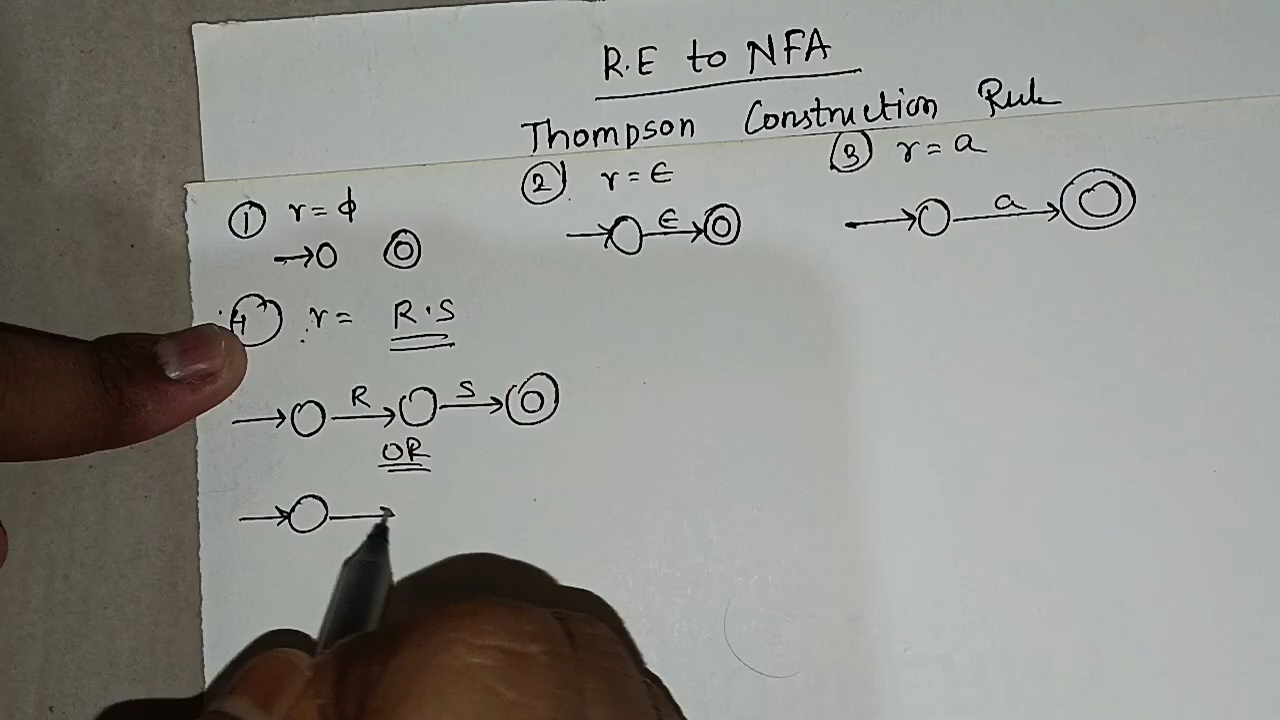 R.E to NFA
Thompson Construction Rule
① r = ϕ
② r = ϵ
③ r = a
ϵ
a
④ r = R.S
R S
OR